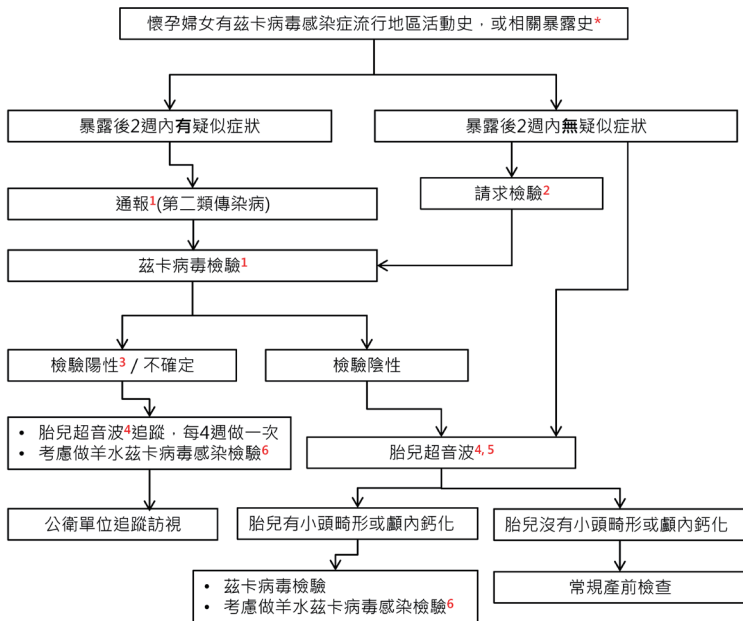 懷孕婦女有茲卡病毒感染症流行地區活動史，或相關暴露史*
暴露後2週內有疑似症狀
暴露後2週內無疑似症狀
通報1(第二類傳染病)
請求檢驗2
茲卡病毒檢驗1
檢驗陽性3 / 不確定
檢驗陰性
• 胎兒超音波4追蹤，每4週做一次
• 考慮做羊水茲卡病毒感染檢驗6
胎兒超音波4, 5
公衛單位追蹤訪視
胎兒有小頭畸形或顱內鈣化
胎兒沒有小頭畸形或顱內鈣化
• 茲卡病毒檢驗
• 考慮做羊水茲卡病毒感染檢驗6
常規產前檢查